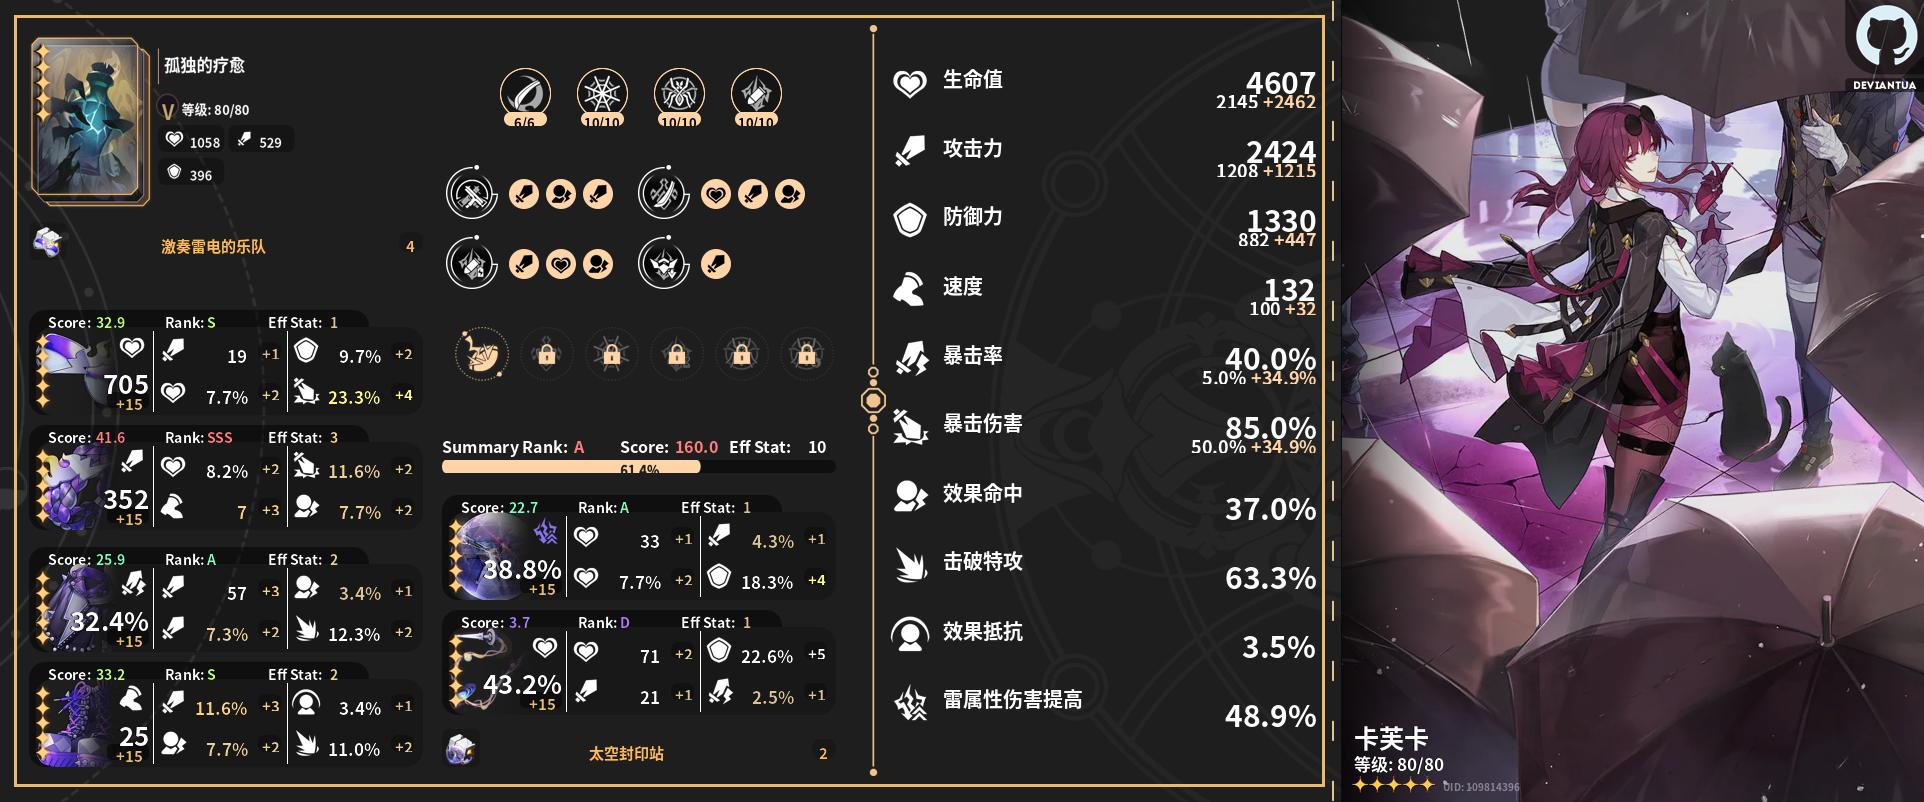 孤独的疗愈
V 等级: 80/80
1058 529
396
激奏雷电的乐队 4
Score: 32.9 Rank: S Eff Stat: 1
19 +1 9.7% +2
705 +15 7.7% +2 23.3% +4
Score: 41.6 Rank: SSS Eff Stat: 3
8.2% +2 11.6% +2
352 +15 7 +3 7.7% +2
Score: 25.9 Rank: A Eff Stat: 2
57 +3 3.4% +1
32.4% +15 7.3% +2 12.3% +2
Score: 33.2 Rank: S Eff Stat: 2
11.6% +3 3.4% +1
25 +15 7.7% +2 11.0% +2
6/6 10/10 10/10 10/10
Summary Rank: A Score: 160.0 Eff Stat: 10
61.4%
Score: 22.7 Rank: A Eff Stat: 1
33 +1 4.3% +1
38.8% +15 7.7% +2 18.3% +4
Score: 3.7 Rank: D Eff Stat: 1
71 +2 22.6% +5
43.2% +15 21 +1 2.5% +1
太空封印站 2
生命值 4607
2145 +2462
攻击力 2424
1208 +1215
防御力 1330
882 +447
速度 132
100 +32
暴击率 40.0%
5.0% +34.9%
暴击伤害 85.0%
50.0% +34.9%
效果命中 37.0%
击破特攻 63.3%
效果抵抗 3.5%
雷属性伤害提高 48.9%
DEVIANTUA
卡芙卡
等级: 80/80
UID: 109814396